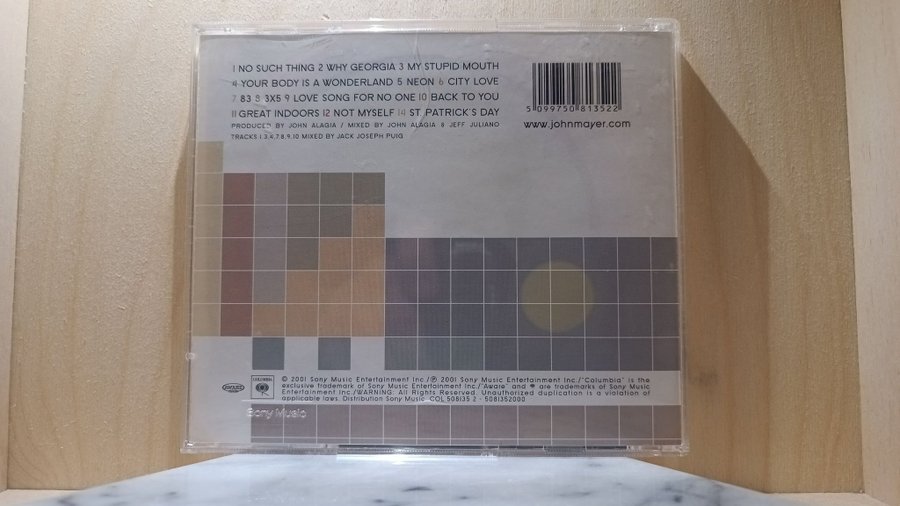 1 NO SUCH THING 2 WHY GEORGIA 3 MY STUPID MOUTH
4 YOUR BODY IS A WONDERLAND 5 NEON 6 CITY LOVE
7 83 8 3X5 9 LOVE SONG FOR NO ONE 10 BACK TO YOU
11 GREAT INDOORS 12 NOT MYSELF 14 ST. PATRICK'S DAY
PRODUCED BY JOHN ALAGIA / MIXED BY JOHN ALAGIA & JEFF JULIANO
TRACKS 1,3,4,7,8,9,10 MIXED BY JACK JOSEPH PUIG
5 099750 813522
www.johnmayer.com
COLUMBIA
© 2001 Sony Music Entertainment Inc./℗ 2001 Sony Music Entertainment Inc./"Columbia" is the
exclusive trademark of Sony Music Entertainment Inc./"Aware" and are trademarks of Sony Music
Entertainment Inc./WARNING: All Rights Reserved. Unauthorized duplication is a violation of
applicable laws. Distribution Sony Music COL 508135 2 - 5081352000
Sony Music